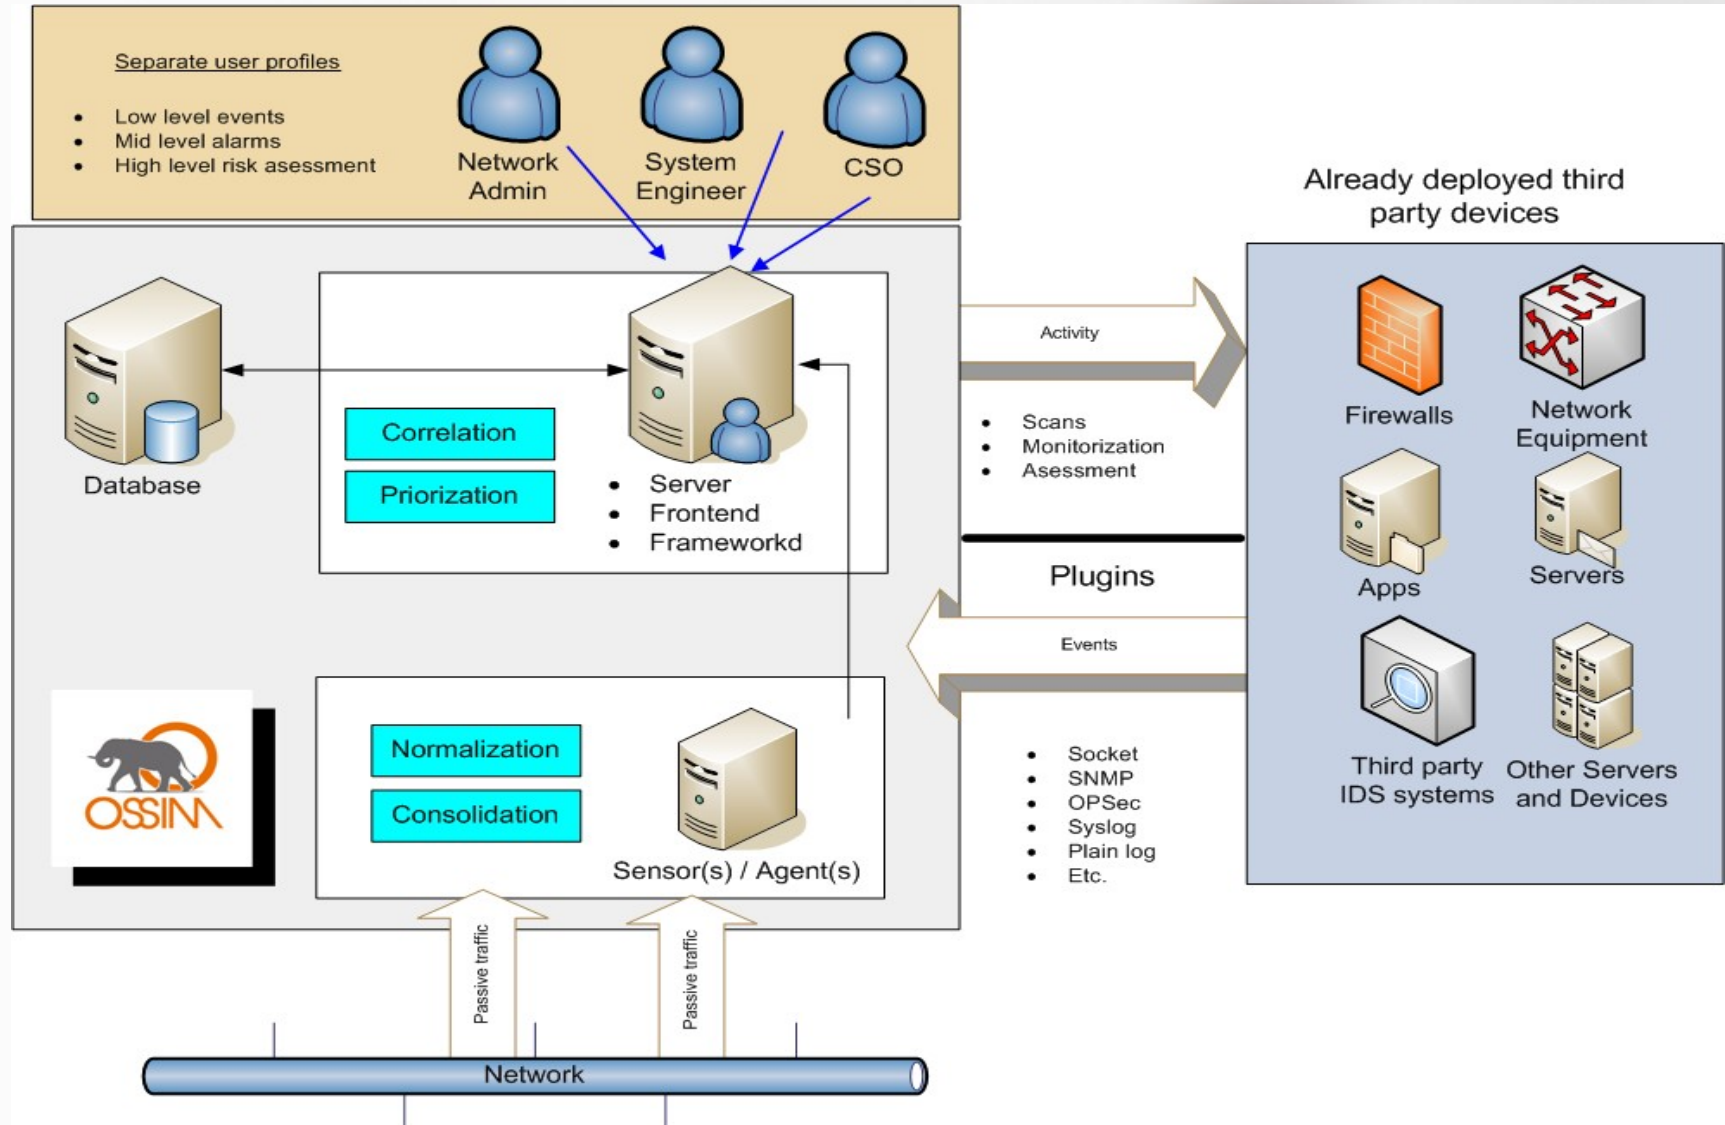 Separate user profiles
Low level events
Mid level alarms
High level risk asessment
Network
Admin
System
Engineer
CSO
Already deployed third
party devices
Database
Correlation
Priorization
Server
Frontend
Frameworkd
Activity
Scans
Monitorization
Asessment
Plugins
Events
Socket
SNMP
OPSec
Syslog
Plain log
Etc.
Firewalls
Network
Equipment
Apps
Servers
Third party
IDS systems
Other Servers
and Devices
OSSIM
Normalization
Consolidation
Sensor(s) / Agent(s)
Passive traffic
Passive traffic
Network